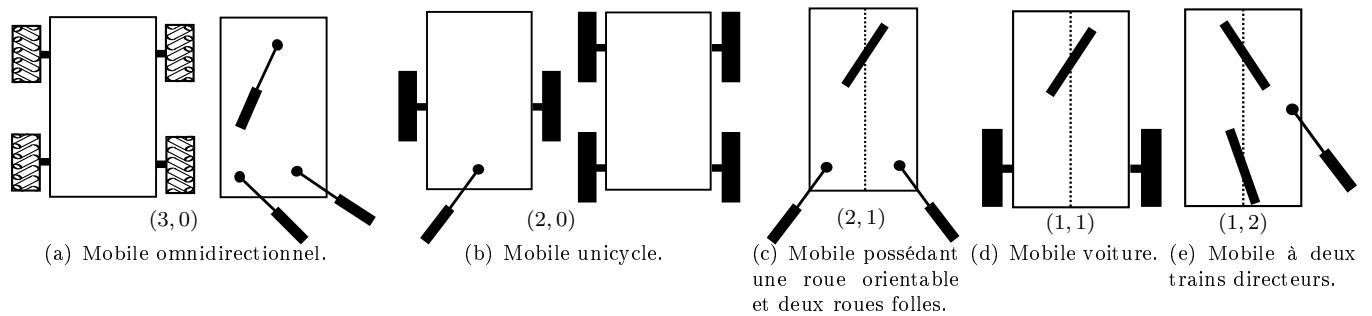 (3, 0)
(a) Mobile omnidirectionnel.
(2, 0)
(b) Mobile unicycle.
(2, 1)
(c) Mobile possédant
une roue orientable
et deux roues folles.
(1, 1)
(d) Mobile voiture.
(1, 2)
(e) Mobile à deux
trains directeurs.